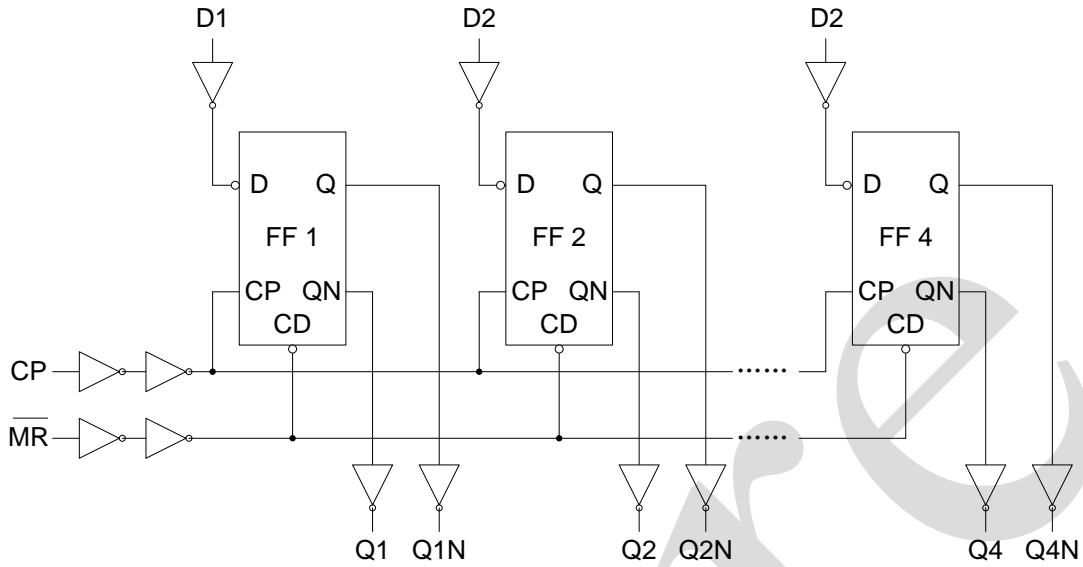 D1 D2 D2
D Q D Q D Q
FF 1 FF 2 FF 4
CP QN CP QN CP QN
CD CD CD
CP ......
M̅R̅ ......
Q1 Q1N Q2 Q2N Q4 Q4N